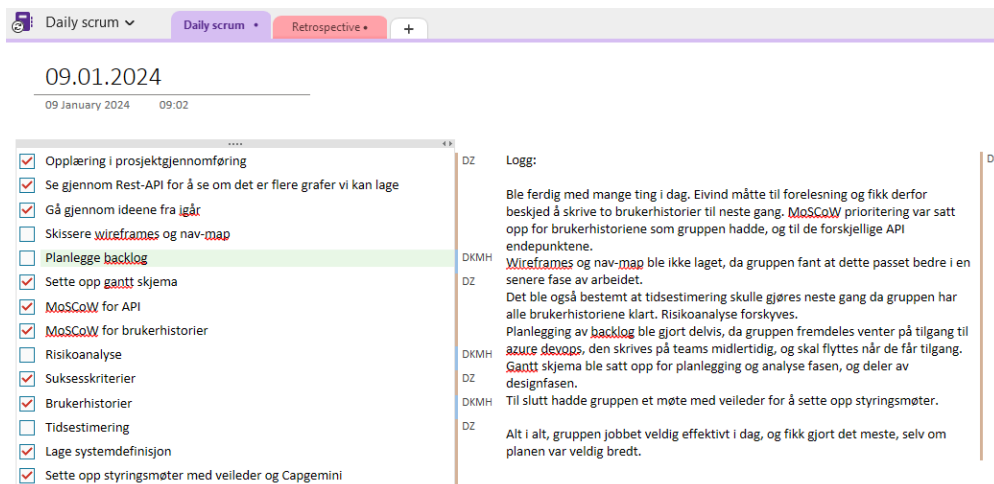 Daily scrum
Daily scrum
Retrospective
09.01.2024
09 January 2024 09:02
Opplæring i prosjektgjennomføring
Se gjennom Rest-API for å se om det er flere grafer vi kan lage
Gå gjennom ideene fra igår
Skissere wireframes og nav-map
Planlegge backlog
Sette opp gantt skjema
MoSCoW for API
MoSCoW for brukerhistorier
Risikoanalyse
Suksesskriterier
Brukerhistorier
Tidsestimering
Lage systemdefinisjon
Sette opp styringsmøter med veileder og Capgemini
DZ
DKMH
DZ
DKMH
DZ
DKMH
DZ
Logg:
Ble ferdig med mange ting i dag. Eivind måtte til forelesning og fikk derfor
beskjed å skrive to brukerhistorier til neste gang. MoSCoW prioritering var satt
opp for brukerhistoriene som gruppen hadde, og til de forskjellige API
endepunktene.
Wireframes og nav-map ble ikke laget, da gruppen fant at dette passet bedre i en
senere fase av arbeidet.
Det ble også bestemt at tidsestimering skulle gjøres neste gang da gruppen har
alle brukerhistoriene klart. Risikoanalyse forskyves.
Planlegging av backlog ble gjort delvis, da gruppen fremdeles venter på tilgang til
azure devops, den skrives på teams midlertidig, og skal flyttes når de får tilgang.
Gantt skjema ble satt opp for planlegging og analyse fasen, og deler av
designfasen.
Til slutt hadde gruppen et møte med veileder for å sette opp styringsmøter.
Alt i alt, gruppen jobbet veldig effektivt i dag, og fikk gjort det meste, selv om
planen var veldig bredt.
D